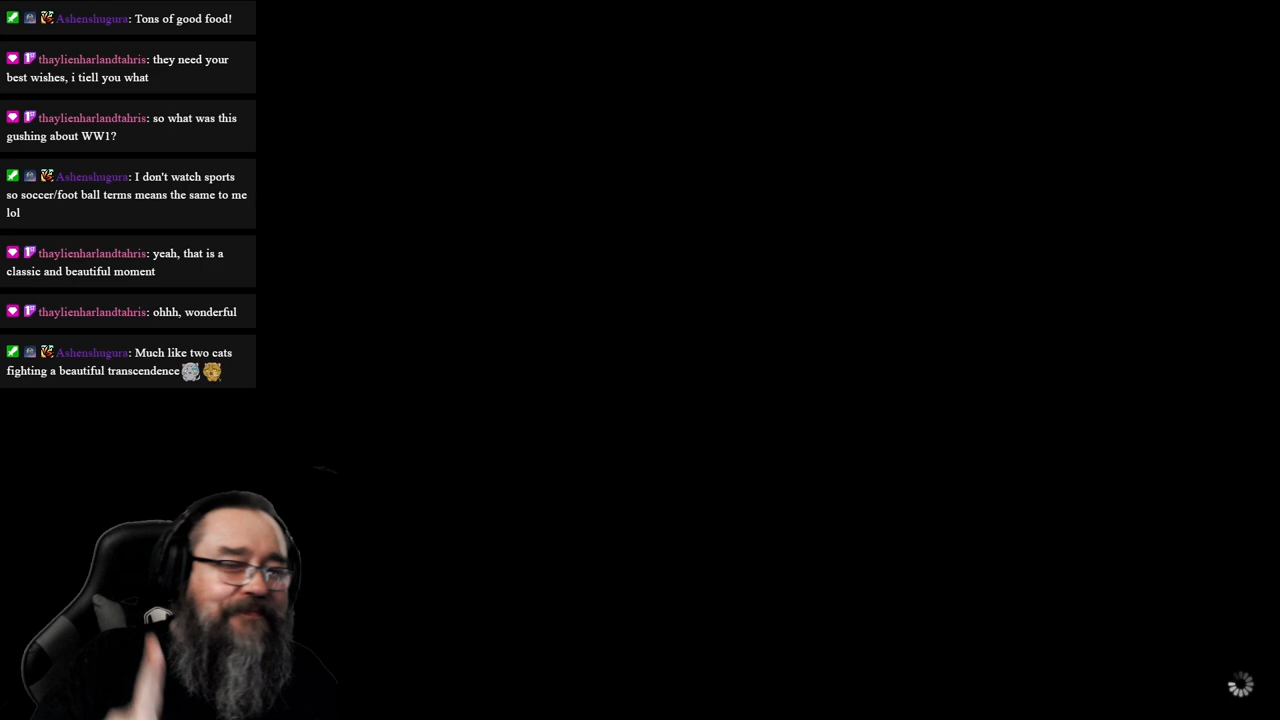 Ashenshugura: Tons of good food!
thaylienharlandtahris: they need your
best wishes, i tiell you what
thaylienharlandtahris: so what was this
gushing about WW1?
Ashenshugura: I don't watch sports
so soccer/foot ball terms means the same to me
lol
thaylienharlandtahris: yeah, that is a
classic and beautiful moment
thaylienharlandtahris: ohhh, wonderful
Ashenshugura: Much like two cats
fighting a beautiful transcendence